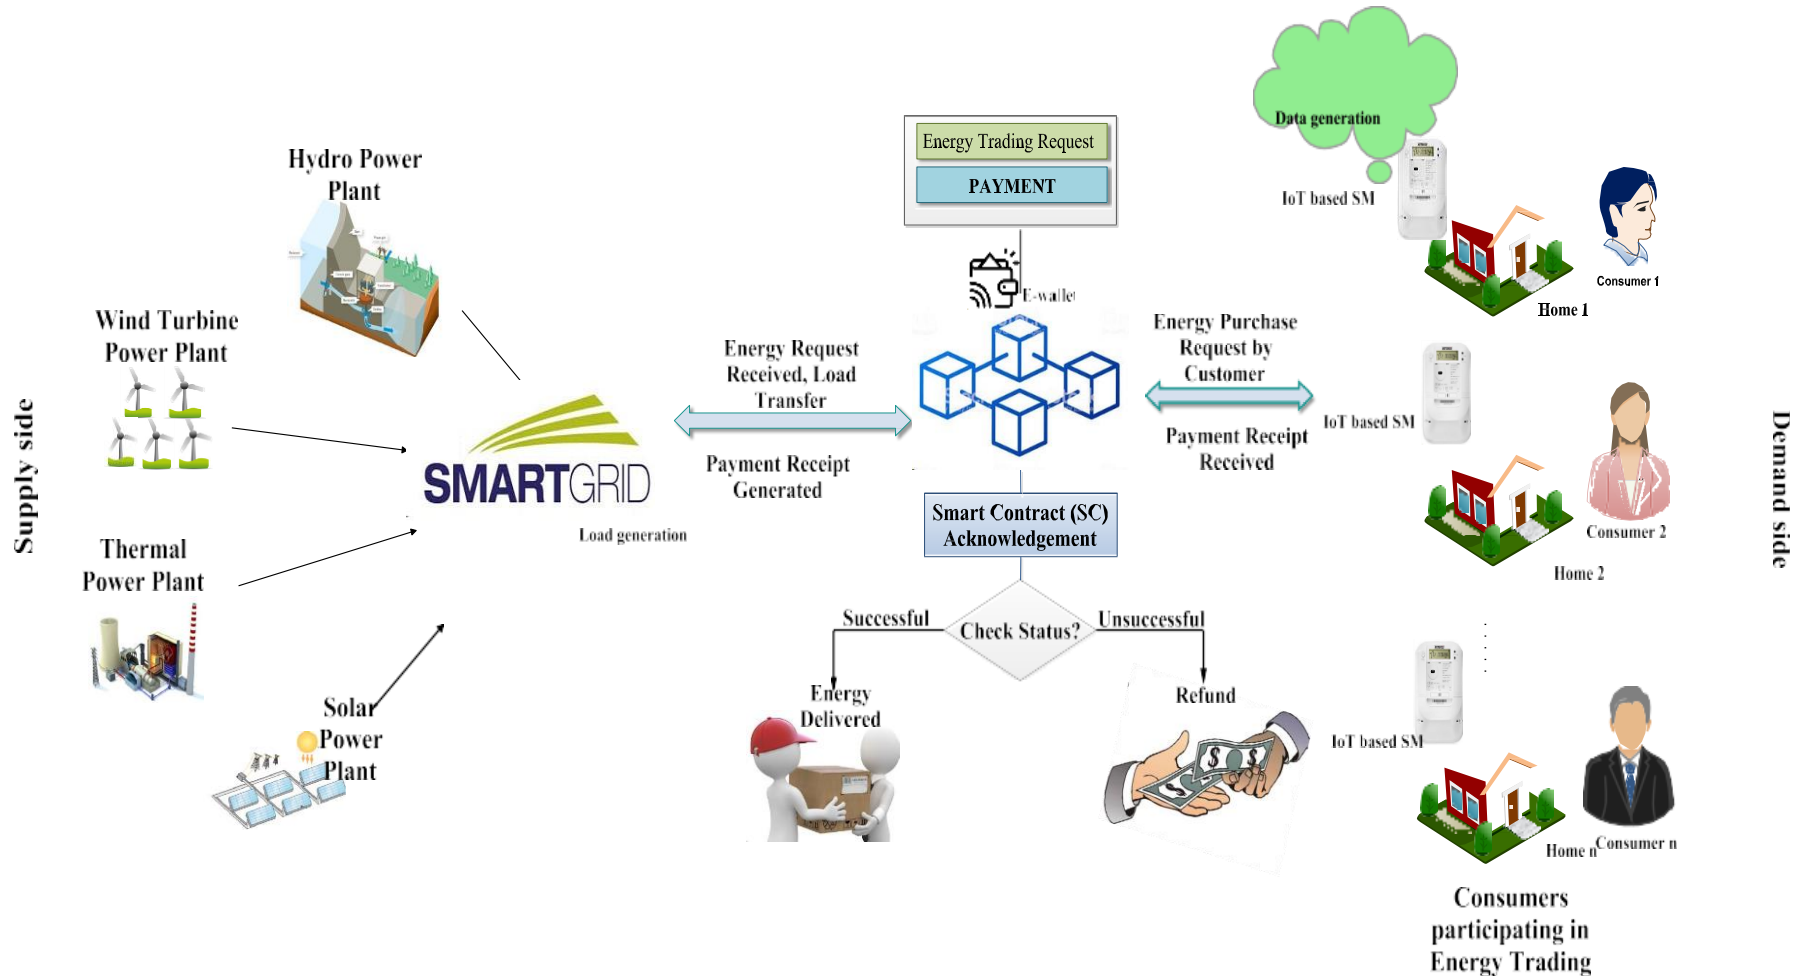 Supply side
Hydro Power
Plant
Wind Turbine
Power Plant
Thermal
Power Plant
Solar
Power
Plant
SMARTGRID
Load generation
Energy Request
Received, Load
Transfer
Payment Receipt
Generated
Energy Trading Request
PAYMENT
E-wallet
Smart Contract (SC)
Acknowledgement
Check Status?
Successful
Unsuccessful
Energy
Delivered
Refund
Energy Purchase
Request by
Customer
Payment Receipt
Received
Data generation
IoT based SM
Home 1
Consumer 1
IoT based SM
Consumer 2
Home 2
IoT based SM
Home n
Consumer n
Consumers
participating in
Energy Trading
Demand side